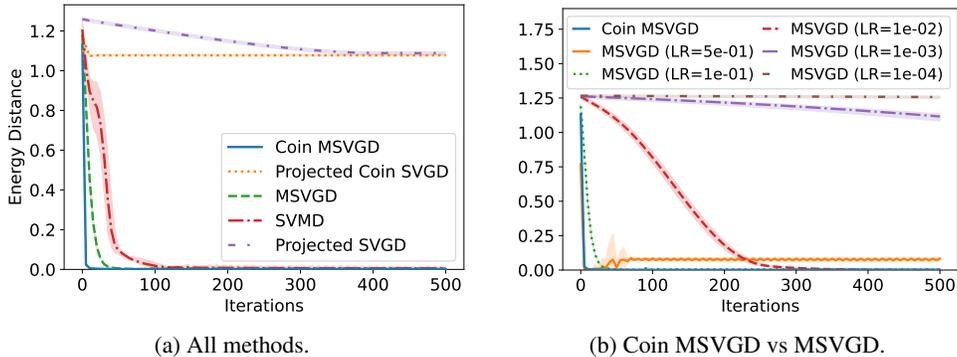 Energy Distance
1.2
1.0
0.8
0.6
0.4
0.2
0.0
Coin MSVGD
Projected Coin SVGD
MSVGD
SVMD
Projected SVGD
0 100 200 300 400 500
Iterations
(a) All methods.
1.75
1.50
1.25
1.00
0.75
0.50
0.25
0.00
Coin MSVGD
MSVGD (LR=5e-01)
MSVGD (LR=1e-01)
MSVGD (LR=1e-02)
MSVGD (LR=1e-03)
MSVGD (LR=1e-04)
0 100 200 300 400 500
Iterations
(b) Coin MSVGD vs MSVGD.